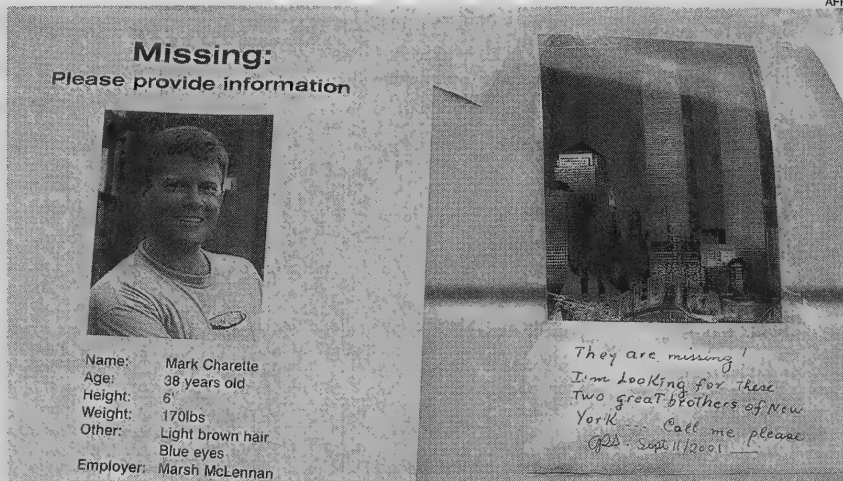 Missing:
Please provide information
Name: Mark Charette
Age: 38 years old
Height: 6'
Weight: 170lbs
Other: Light brown hair
Blue eyes
Employer: Marsh McLennan
They are missing!
I'm Looking for these
Two great brothers of New
York... Call me please
Sept 11/2001